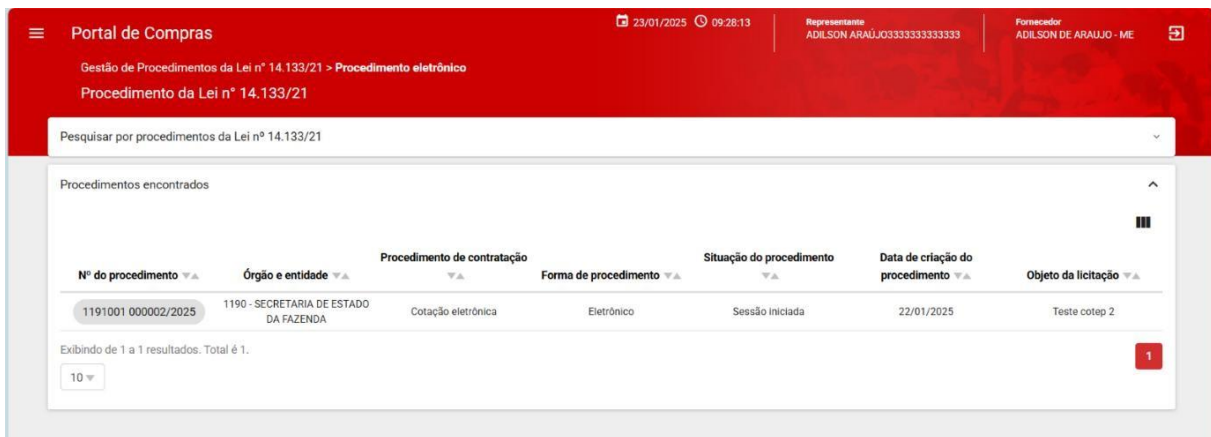 Portal de Compras
23/01/2025 09:28:13
Representante
ADILSON ARAÚJO3333333333333
Fornecedor
ADILSON DE ARAUJO - ME
Gestão de Procedimentos da Lei n° 14.133/21 > Procedimento eletrônico
Procedimento da Lei n° 14.133/21
Pesquisar por procedimentos da Lei nº 14.133/21
Procedimentos encontrados
Nº do procedimento
Órgão e entidade
Procedimento de contratação
Forma de procedimento
Situação do procedimento
Data de criação do
procedimento
Objeto da licitação
1191001 000002/2025
1190 - SECRETARIA DE ESTADO
DA FAZENDA
Cotação eletrônica
Eletrônico
Sessão iniciada
22/01/2025
Teste cotep 2
Exibindo de 1 a 1 resultados. Total é 1.
1
10